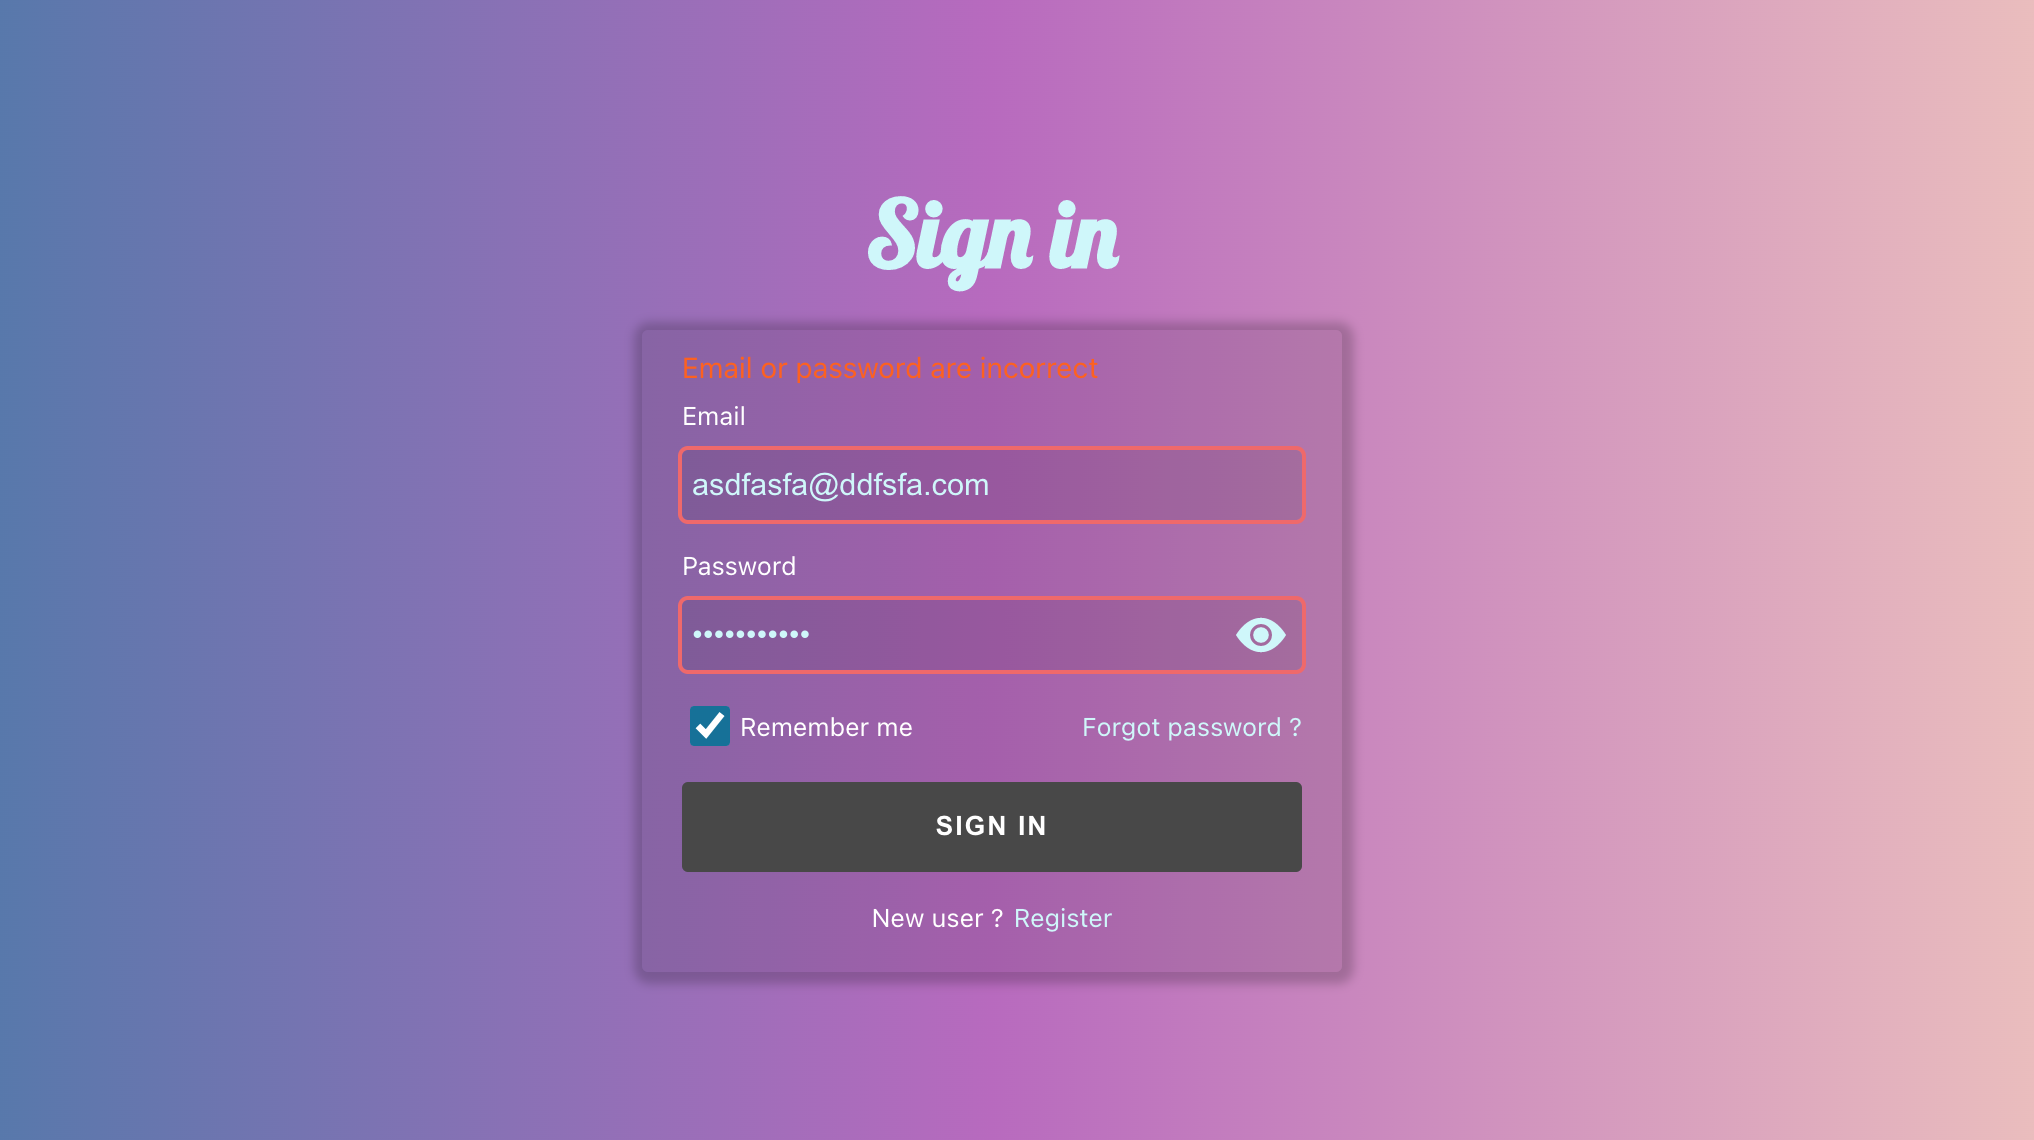 Sign in
Email or password are incorrect
Email
asdfasfa@ddfsfa.com
Password
•••••••••••
Remember me Forgot password ?
SIGN IN
New user ? Register